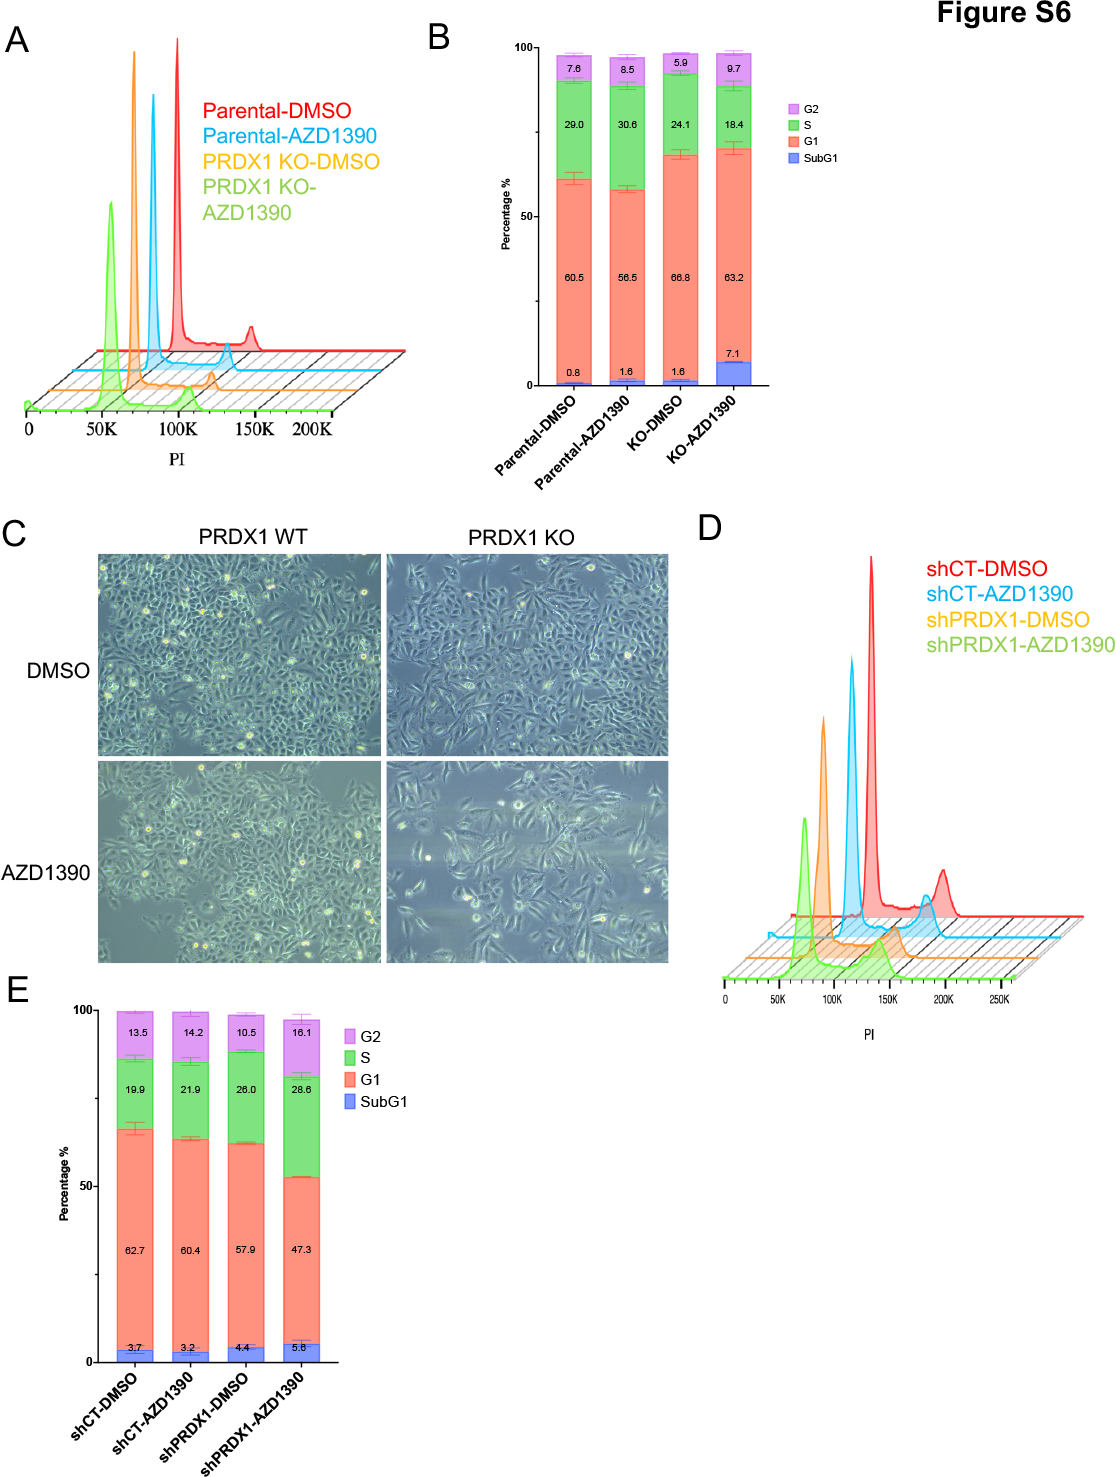 Figure S6
A
Parental-DMSO
Parental-AZD1390
PRDX1 KO-DMSO
PRDX1 KO-
AZD1390
0 50K 100K 150K 200K
PI
B
Percentage %
100
50
0
7.6 8.5 5.9 9.7
29.0 30.6 24.1 18.4
60.5 56.5 66.8 63.2
0.8 1.6 1.6 7.1
G2
S
G1
SubG1
Parental-DMSO
Parental-AZD1390
KO-DMSO
KO-AZD1390
C
PRDX1 WT PRDX1 KO
DMSO
AZD1390
D
shCT-DMSO
shCT-AZD1390
shPRDX1-DMSO
shPRDX1-AZD1390
0 50K 100K 150K 200K 250K
PI
E
Percentage %
100
50
0
13.5 14.2 10.5 16.1
19.9 21.9 26.0 28.6
62.7 60.4 57.9 47.3
3.7 3.2 4.4 5.6
G2
S
G1
SubG1
shCT-DMSO
shCT-AZD1390
shPRDX1-DMSO
shPRDX1-AZD1390